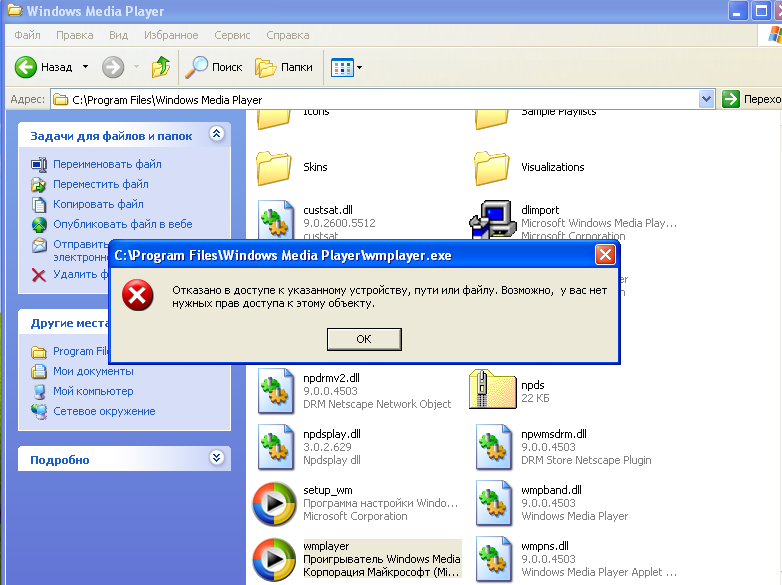 Windows Media Player
Файл Правка Вид Избранное Сервис Справка
Назад Поиск Папки
Адрес: C:\Program Files\Windows Media Player Перехо
Задачи для файлов и папок
Переименовать файл
Переместить файл
Копировать файл
Опубликовать файл в вебе
Отправить
электронн
Удалить ф
Другие места
Program File
Мои документы
Мой компьютер
Сетевое окружение
Подробно
Icons
Sample Playlists
Skins
Visualizations
custsat.dll
9.0.2600.5512
custsat
dlimport
Microsoft Windows Media Play...
Microsoft Corporation
C:\Program Files\Windows Media Player\wmplayer.exe
Отказано в доступе к указанному устройству, пути или файлу. Возможно, у вас нет
нужных прав доступа к этому объекту.
OK
npdrmv2.dll
9.0.0.4503
DRM Netscape Network Object
npds
22 КБ
npdsplay.dll
3.0.2.629
Npdsplay dll
npwmsdrm.dll
9.0.0.4503
DRM Store Netscape Plugin
setup_wm
Программа настройки Windo...
Microsoft Corporation
wmpband.dll
9.0.0.4503
Windows Media Player
wmplayer
Проигрыватель Windows Media
Корпорация Майкрософт (Mi...
wmpns.dll
9.0.0.4503
Windows Media Player Applet ...